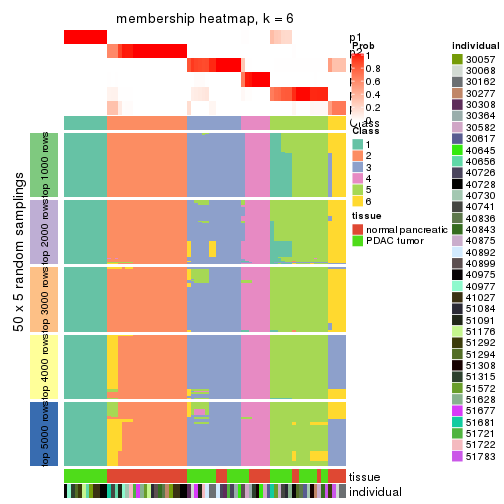 membership heatmap, k = 6
p1
Prob
1
0.8
0.6
0.4
0.2
0
Class
Class
1
2
3
4
5
6
tissue
normal pancreatic
PDAC tumor
50 x 5 random samplings
top 1000 rows
top 2000 rows
top 3000 rows
top 4000 rows
top 5000 rows
tissue
individual
individual
30057
30068
30162
30277
30308
30364
30582
30617
40645
40656
40726
40728
40730
40741
40836
40843
40875
40892
40899
40975
40977
41027
51084
51091
51176
51292
51294
51308
51315
51572
51628
51677
51681
51721
51722
51783